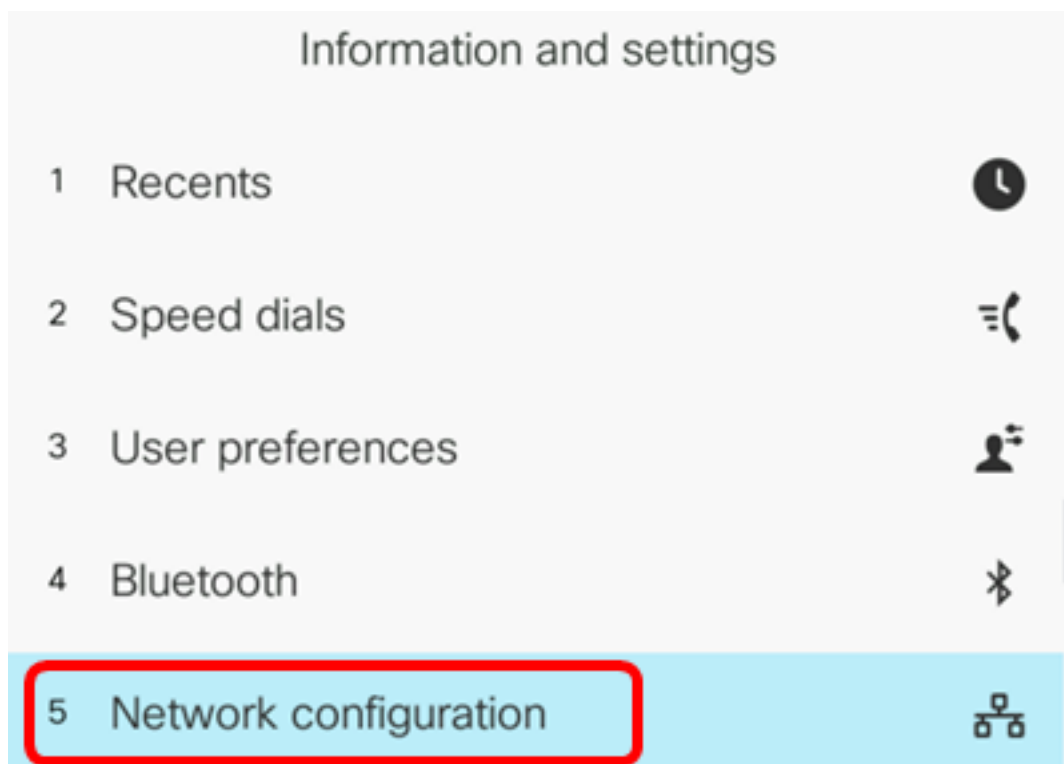 Information and settings
1 Recents
2 Speed dials
3 User preferences
4 Bluetooth
5 Network configuration